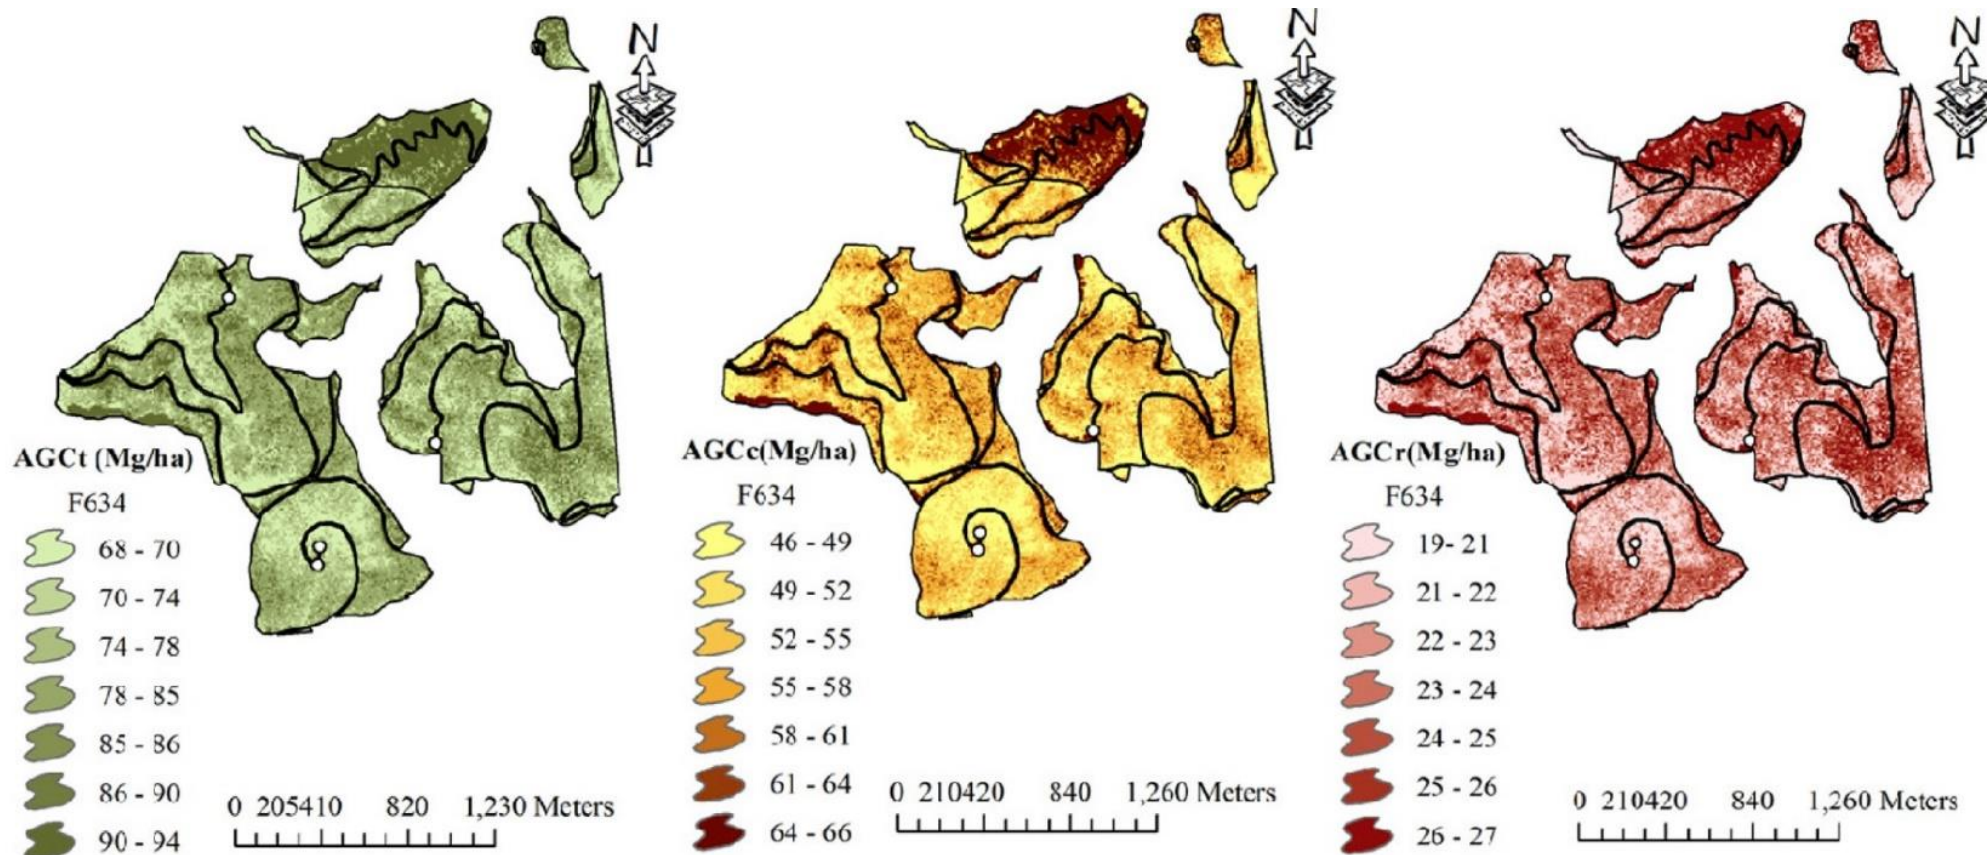 N
AGCt (Mg/ha)
F634
68 - 70
70 - 74
74 - 78
78 - 85
85 - 86
86 - 90
90 - 94
0 205410 820 1,230 Meters
N
AGCc(Mg/ha)
F634
46 - 49
49 - 52
52 - 55
55 - 58
58 - 61
61 - 64
64 - 66
0 210420 840 1,260 Meters
N
AGCr(Mg/ha)
F634
19- 21
21 - 22
22 - 23
23 - 24
24 - 25
25 - 26
26 - 27
0 210420 840 1,260 Meters